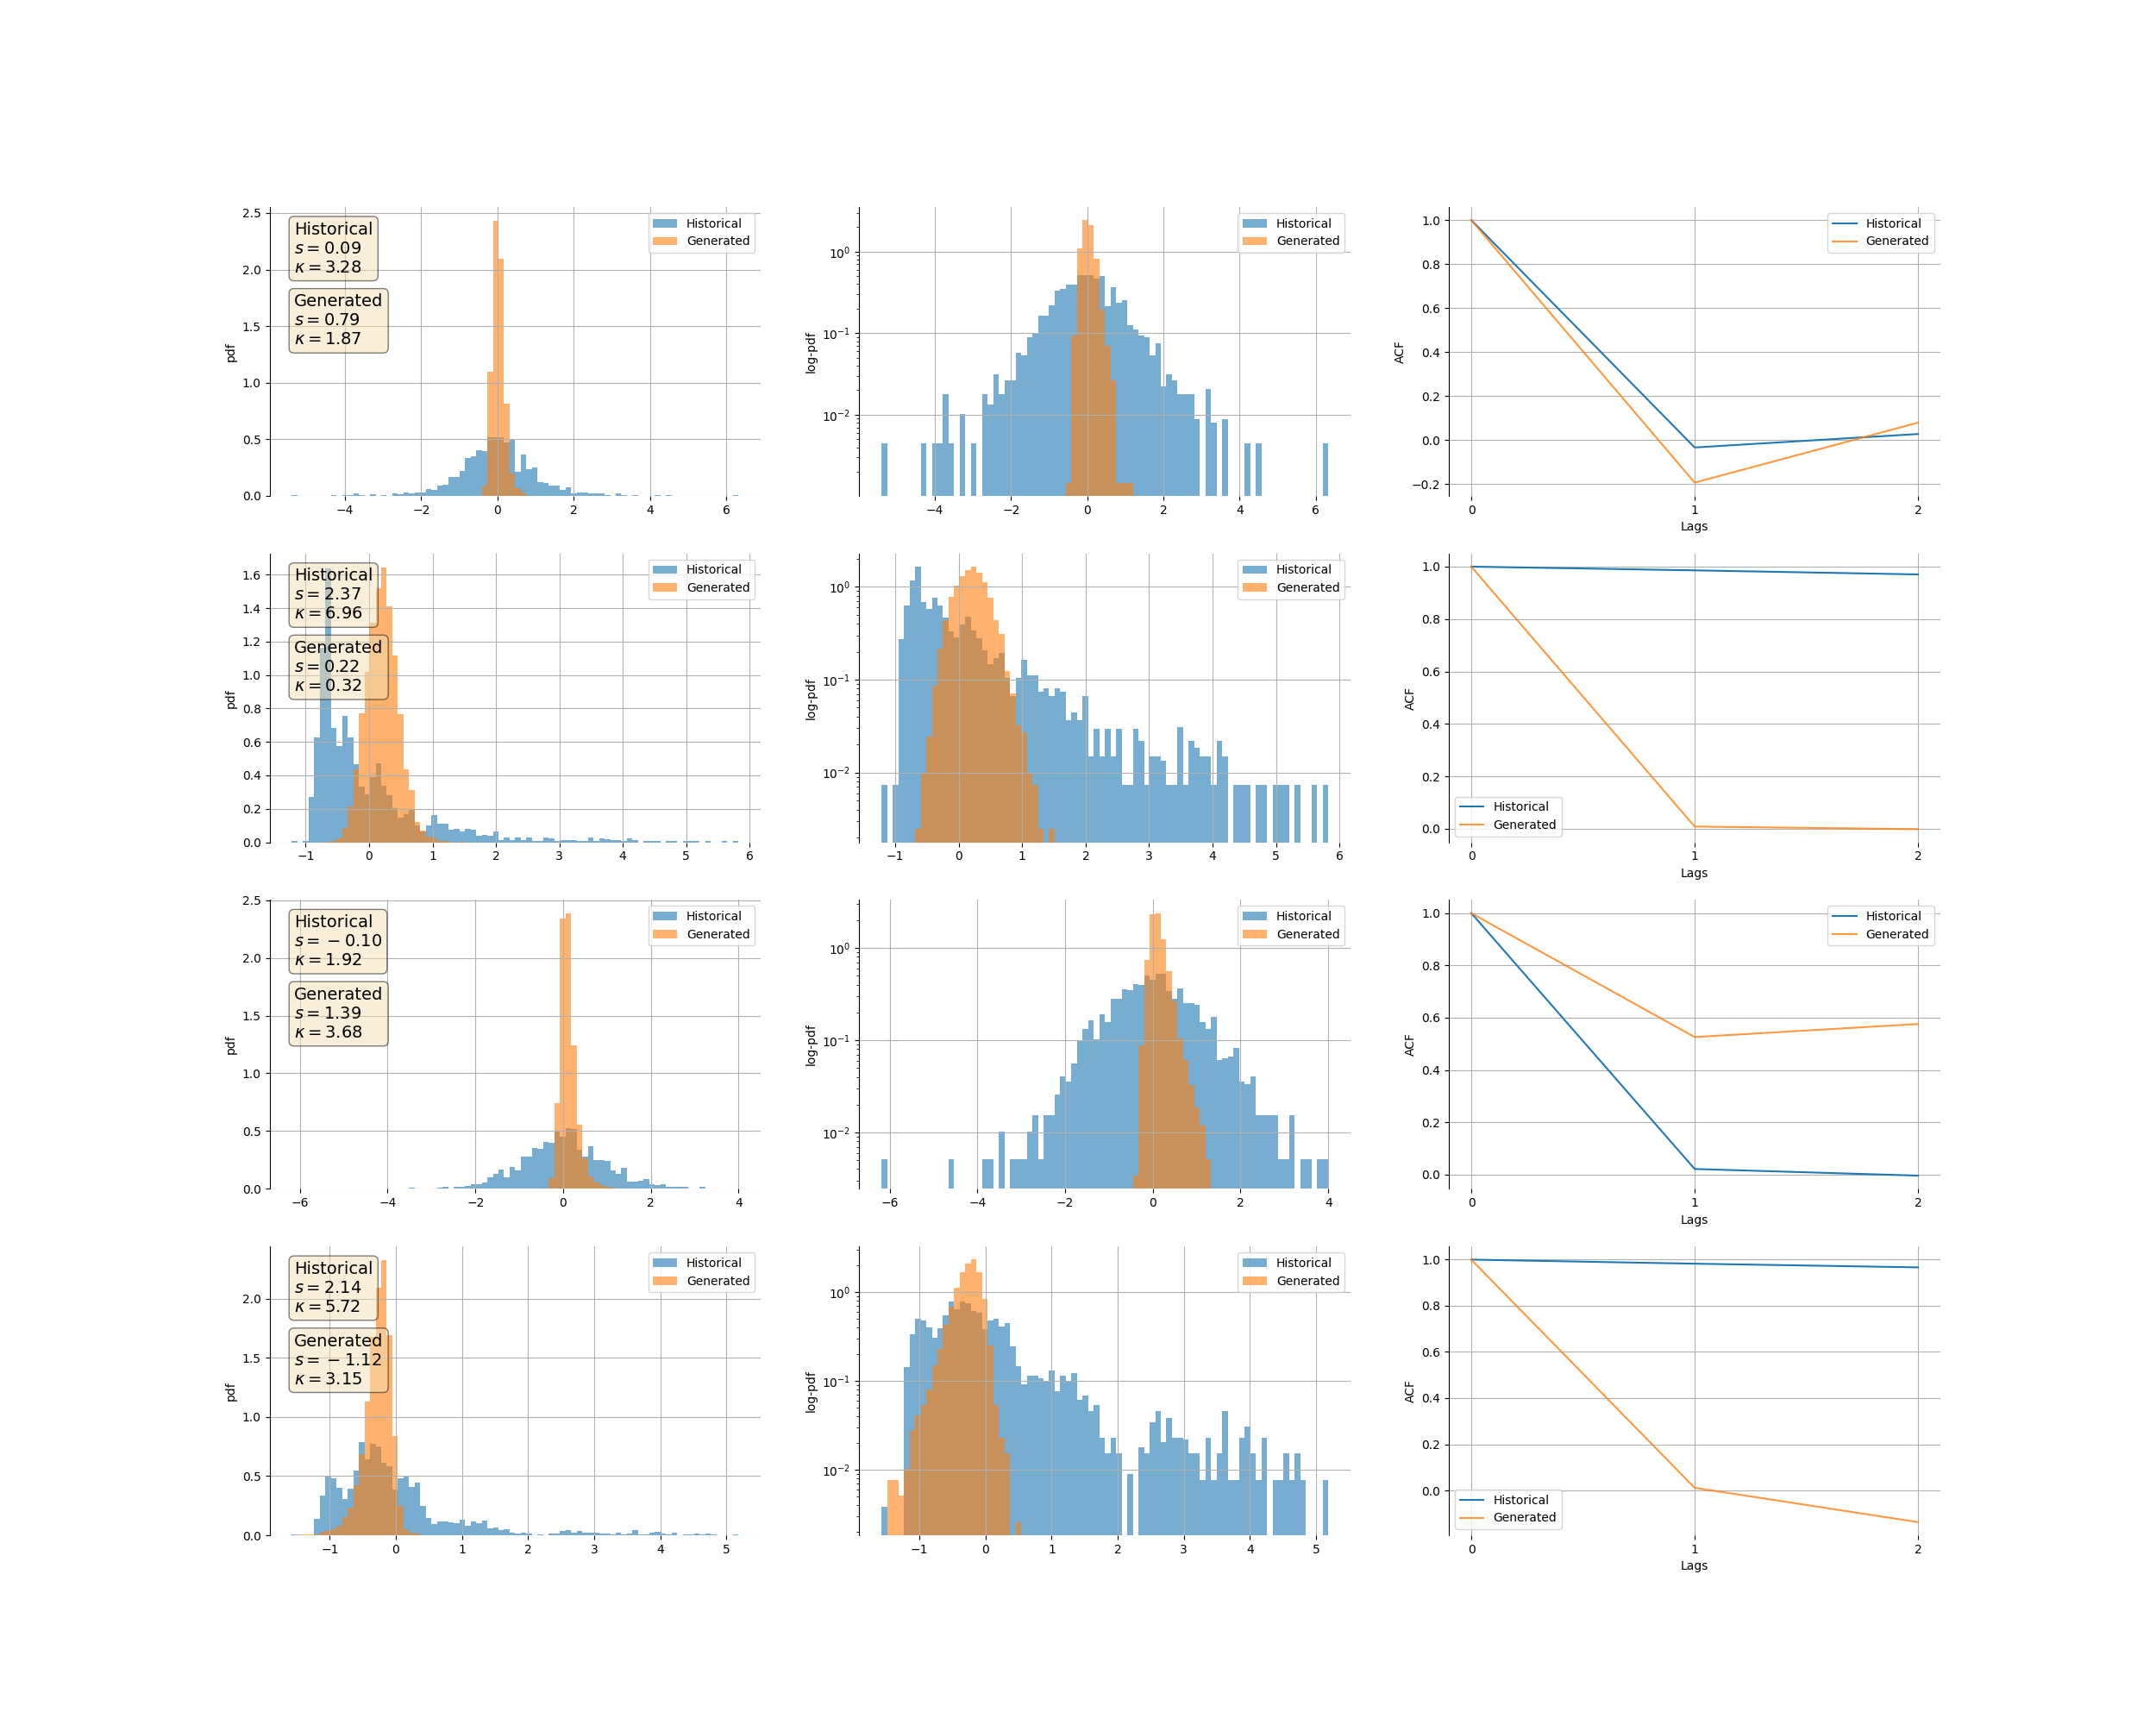 2.5
2.0
1.5
1.0
0.5
0.0
pdf
Historical
s = 0.09
κ = 3.28
Generated
s = 0.79
κ = 1.87
Historical
Generated
−4 −2 0 2 4 6
10⁰
10⁻¹
10⁻²
log-pdf
Historical
Generated
−4 −2 0 2 4 6
1.0
0.8
0.6
0.4
0.2
0.0
−0.2
ACF
Historical
Generated
0 1 2
Lags
1.6
1.4
1.2
1.0
0.8
0.6
0.4
0.2
0.0
pdf
Historical
s = 2.37
κ = 6.96
Generated
s = 0.22
κ = 0.32
Historical
Generated
−1 0 1 2 3 4 5 6
10⁰
10⁻¹
10⁻²
log-pdf
Historical
Generated
−1 0 1 2 3 4 5 6
1.0
0.8
0.6
0.4
0.2
0.0
ACF
Historical
Generated
0 1 2
Lags
2.5
2.0
1.5
1.0
0.5
0.0
pdf
Historical
s = −0.10
κ = 1.92
Generated
s = 1.39
κ = 3.68
Historical
Generated
−6 −4 −2 0 2 4
10⁰
10⁻¹
10⁻²
log-pdf
Historical
Generated
−6 −4 −2 0 2 4
1.0
0.8
0.6
0.4
0.2
0.0
ACF
Historical
Generated
0 1 2
Lags
2.0
1.5
1.0
0.5
0.0
pdf
Historical
s = 2.14
κ = 5.72
Generated
s = −1.12
κ = 3.15
Historical
Generated
−1 0 1 2 3 4 5
10⁰
10⁻¹
10⁻²
log-pdf
Historical
Generated
−1 0 1 2 3 4 5
1.0
0.8
0.6
0.4
0.2
0.0
ACF
Historical
Generated
0 1 2
Lags